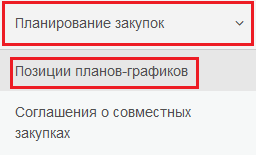 Планирование закупок
Позиции планов-графиков
Соглашения о совместных
закупках